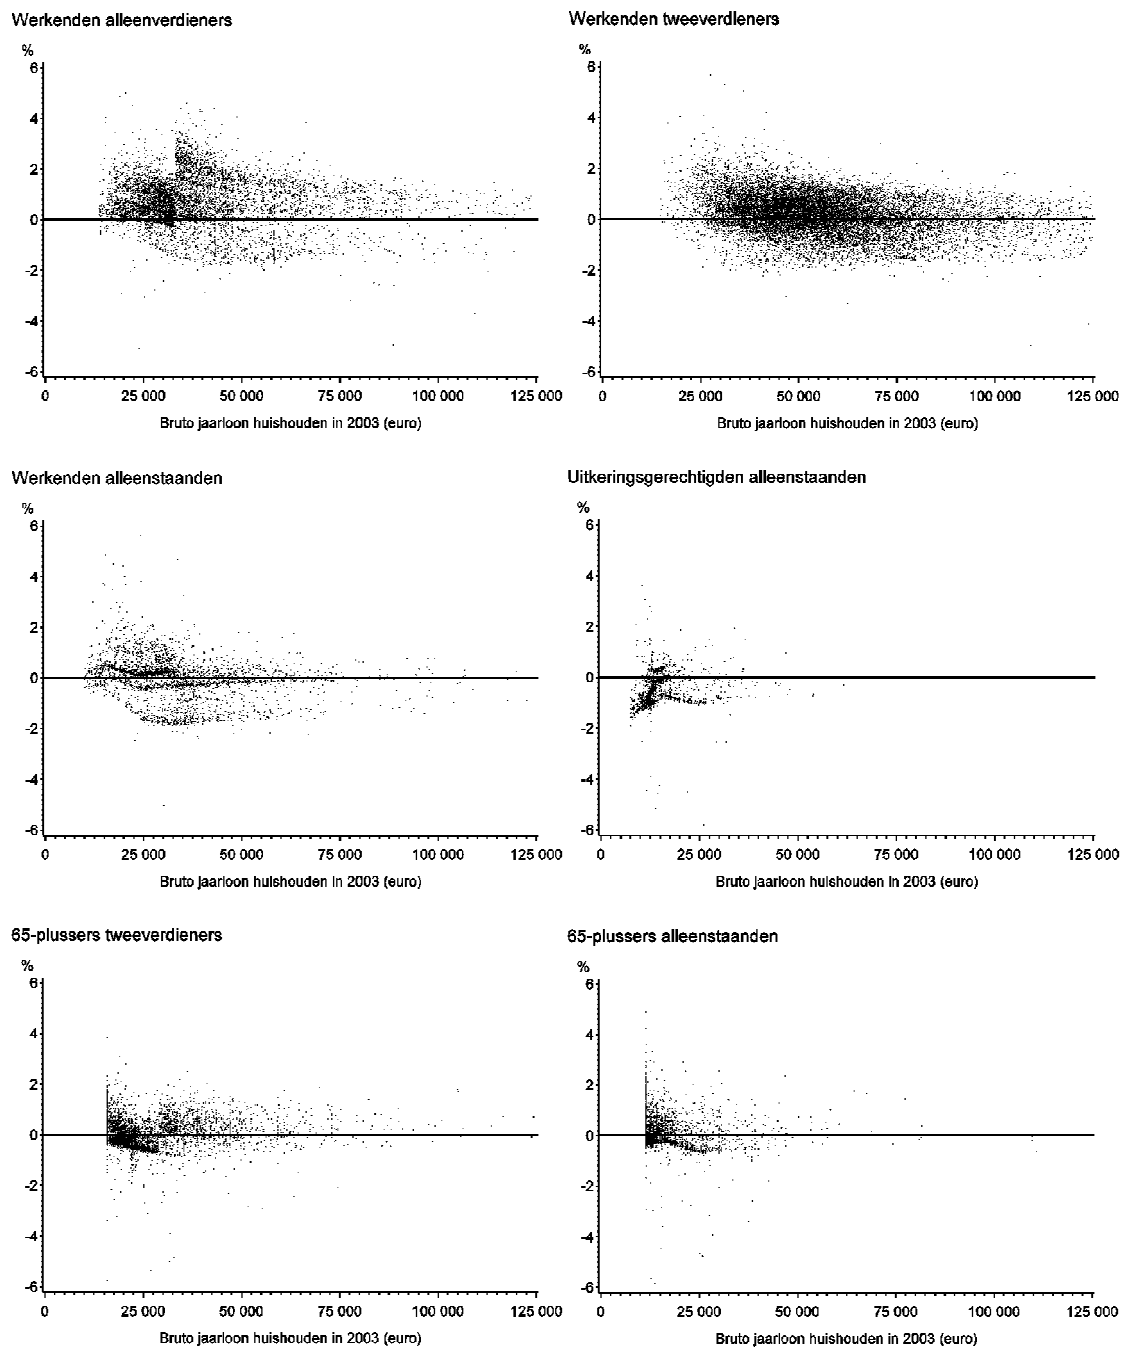 Werkenden alleenverdieners
%
6
4
2
0
-2
-4
-6
0 25 000 50 000 75 000 100 000 125 000
Bruto jaarloon huishouden in 2003 (euro)
Werkenden tweeverdieners
%
6
4
2
0
-2
-4
-6
0 25 000 50 000 75 000 100 000 125 000
Bruto jaarloon huishouden in 2003 (euro)
Werkenden alleenstaanden
%
6
4
2
0
-2
-4
-6
0 25 000 50 000 75 000 100 000 125 000
Bruto jaarloon huishouden in 2003 (euro)
Uitkeringsgerechtigden alleenstaanden
%
6
4
2
0
-2
-4
-6
0 25 000 50 000 75 000 100 000 125 000
Bruto jaarloon huishouden in 2003 (euro)
65-plussers tweeverdieners
%
6
4
2
0
-2
-4
-6
0 25 000 50 000 75 000 100 000 125 000
Bruto jaarloon huishouden in 2003 (euro)
65-plussers alleenstaanden
%
6
4
2
0
-2
-4
-6
0 25 000 50 000 75 000 100 000 125 000
Bruto jaarloon huishouden in 2003 (euro)